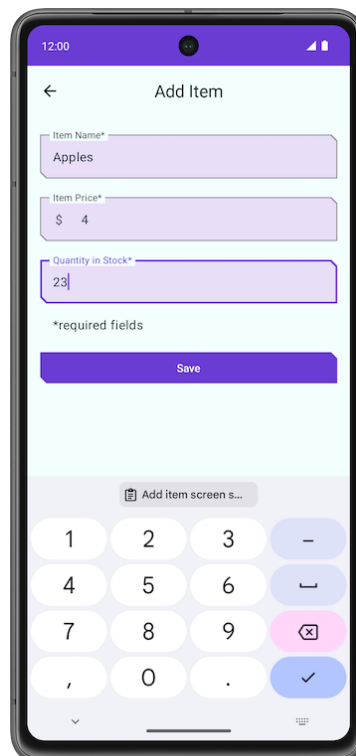 12:00
Add Item
Item Name*
Apples
Item Price*
$ 4
Quantity in Stock*
23
*required fields
Save
Add item screen s...
1 2 3 –
4 5 6
7 8 9
, 0 .